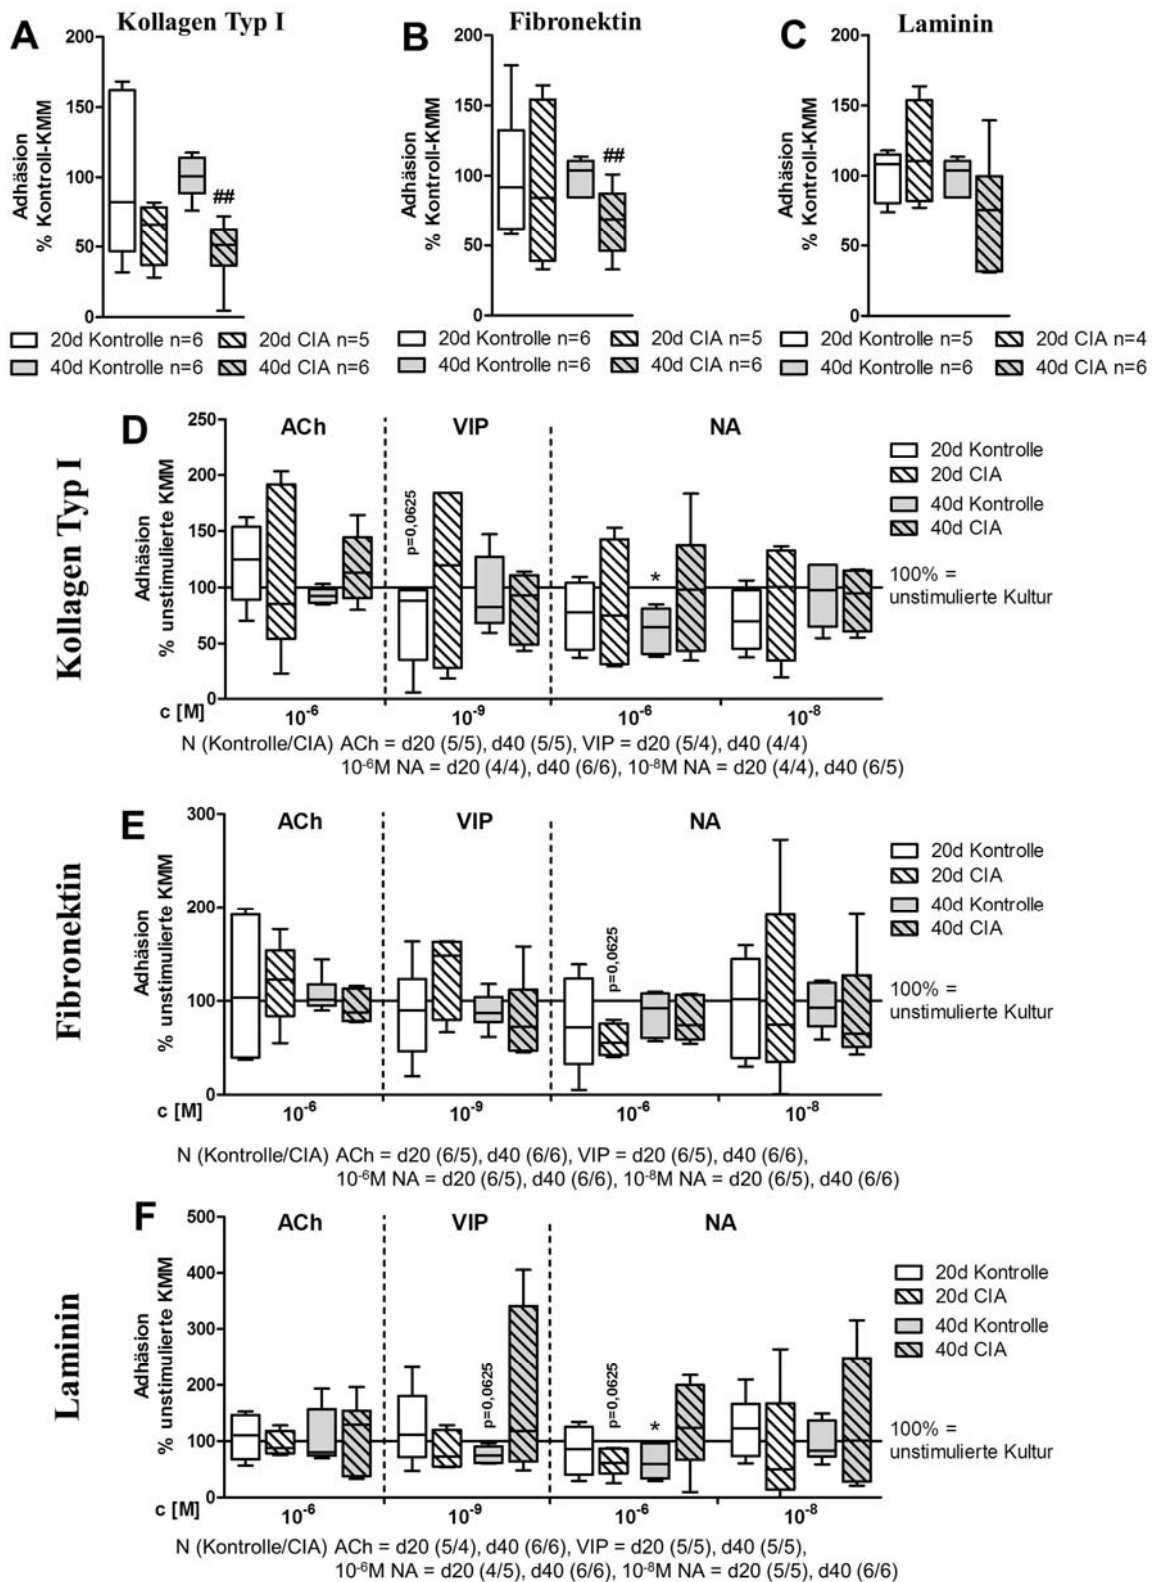 A Kollagen Typ I
B Fibronektin
C Laminin
Adhäsion
% Kontroll-KMM
200
150
100
50
0
##
Adhäsion
% Kontroll-KMM
200
150
100
50
0
##
Adhäsion
% Kontroll-KMM
200
150
100
50
0
20d Kontrolle n=6 20d CIA n=5
40d Kontrolle n=6 40d CIA n=6
20d Kontrolle n=6 20d CIA n=5
40d Kontrolle n=6 40d CIA n=6
20d Kontrolle n=5 20d CIA n=4
40d Kontrolle n=6 40d CIA n=6
Kollagen Typ I
D
ACh VIP NA
Adhäsion
% unstimulierte KMM
250
200
150
100
50
0
p=0,0625
*
20d Kontrolle
20d CIA
40d Kontrolle
40d CIA
100% =
unstimulierte Kultur
c [M] 10-6 10-9 10-6 10-8
N (Kontrolle/CIA) ACh = d20 (5/5), d40 (5/5), VIP = d20 (5/4), d40 (4/4)
10-6M NA = d20 (4/4), d40 (6/6), 10-8M NA = d20 (4/4), d40 (6/5)
Fibronektin
E
ACh VIP NA
Adhäsion
% unstimulierte KMM
300
200
100
0
p=0,0625
20d Kontrolle
20d CIA
40d Kontrolle
40d CIA
100% =
unstimulierte Kultur
c [M] 10-6 10-9 10-6 10-8
N (Kontrolle/CIA) ACh = d20 (6/5), d40 (6/6), VIP = d20 (6/5), d40 (6/6),
10-6M NA = d20 (6/5), d40 (6/6), 10-8M NA = d20 (6/5), d40 (6/6)
Laminin
F
ACh VIP NA
Adhäsion
% unstimulierte KMM
500
400
300
200
100
0
p=0,0625
p=0,0625
*
20d Kontrolle
20d CIA
40d Kontrolle
40d CIA
100% =
unstimulierte Kultur
c [M] 10-6 10-9 10-6 10-8
N (Kontrolle/CIA) ACh = d20 (5/4), d40 (6/6), VIP = d20 (5/5), d40 (5/5),
10-6M NA = d20 (4/5), d40 (6/6), 10-8M NA = d20 (5/5), d40 (6/6)